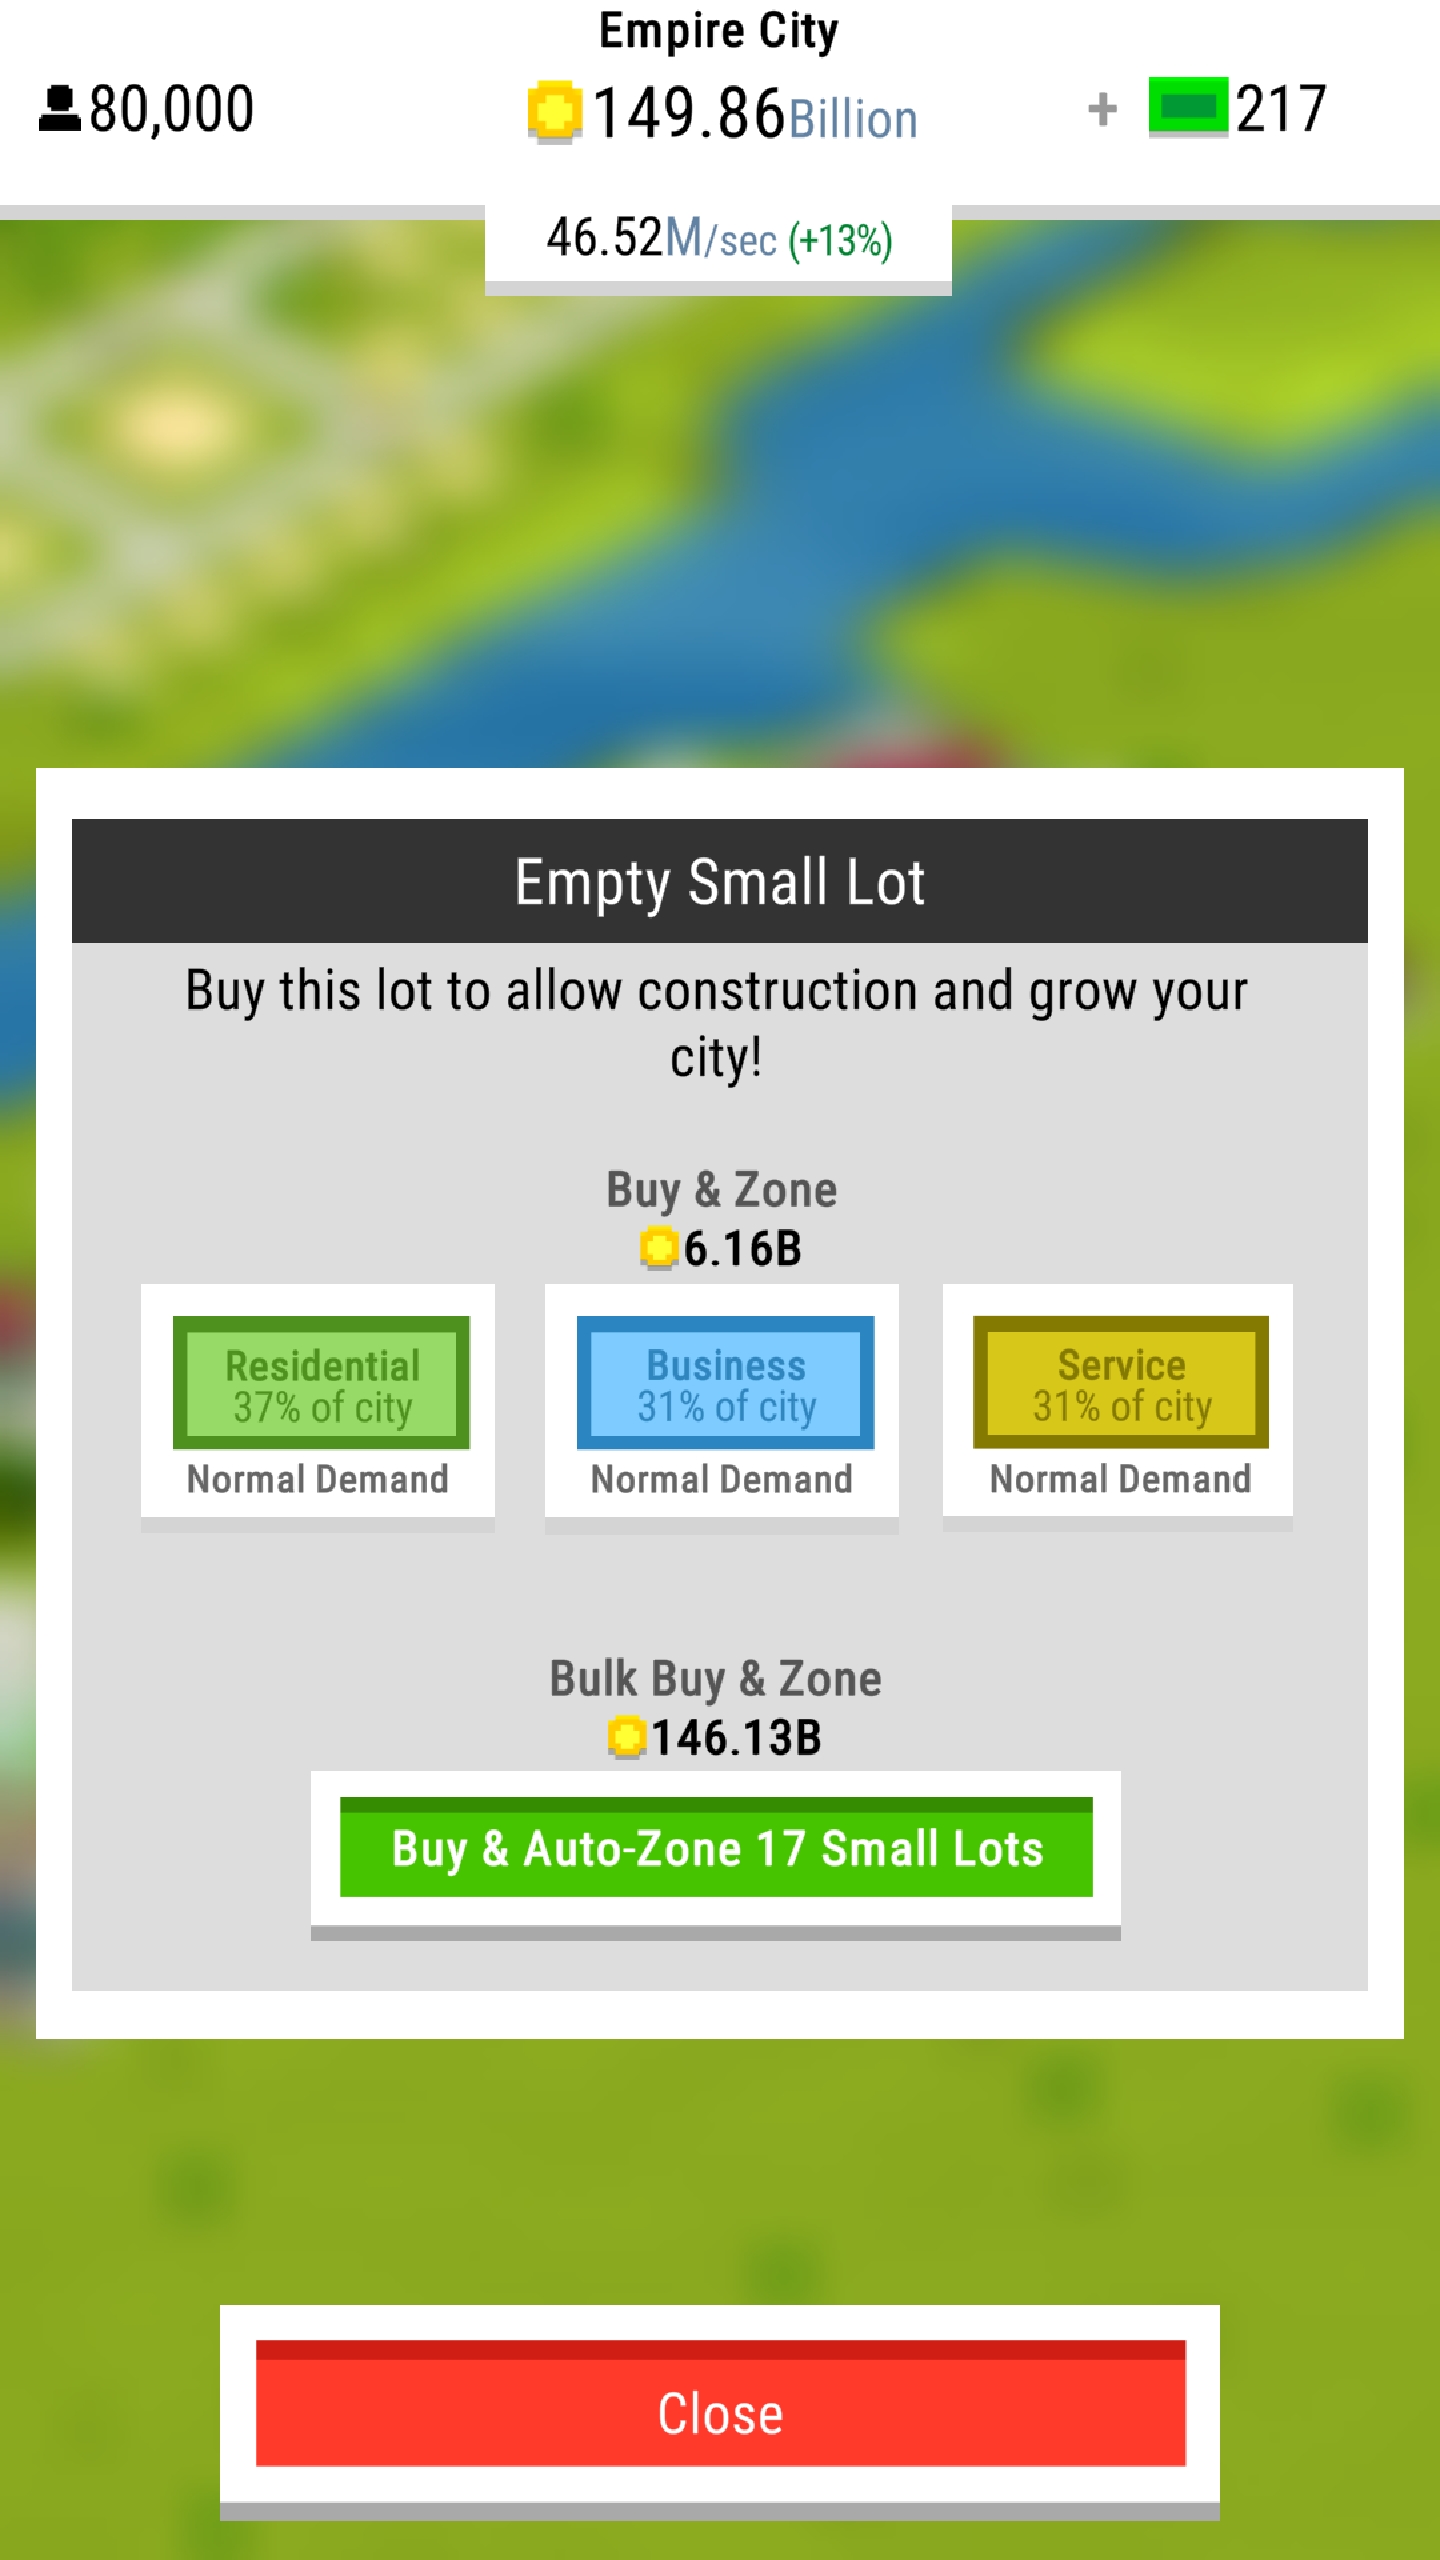 Empire City
80,000
149.86Billion
+ 217
46.52M/sec (+13%)
Empty Small Lot
Buy this lot to allow construction and grow your
city!
Buy & Zone
6.16B
Residential
37% of city
Normal Demand
Business
31% of city
Normal Demand
Service
31% of city
Normal Demand
Bulk Buy & Zone
146.13B
Buy & Auto-Zone 17 Small Lots
Close